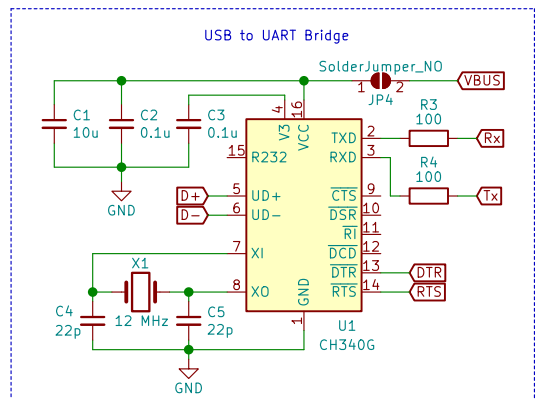 USB to UART Bridge
SolderJumper_NO
1 2
VBUS
JP4
C1
10u
C2
0.1u
C3
0.1u
4
V3
16
VCC
R3
100
TXD
2
Rx
15
R232
RXD
3
R4
100
Tx
D+
5
UD+
CTS
9
D-
6
UD-
DSR
10
RI
11
7
XI
DCD
12
DTR
13
DTR
X1
12 MHz
8
XO
RTS
14
RTS
C4
22p
C5
22p
GND
1
U1
CH340G
GND
GND